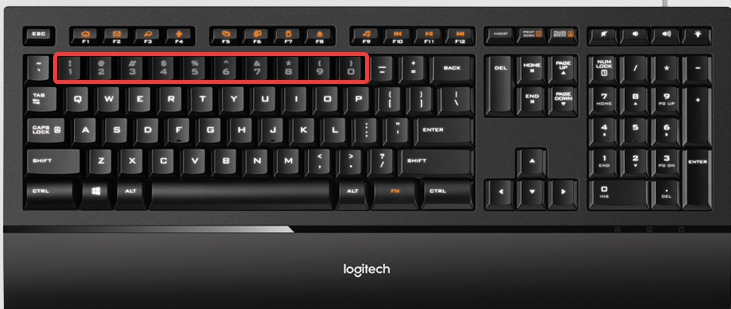 ESC F1 F2 F3 F4 F5 F6 F7 F8 F9 F10 F11 F12 INSERT PRINT SCRN PAUSE BREAK
~ ` ! 1 @ 2 # 3 $ 4 % 5 ^ 6 & 7 * 8 ( 9 ) 0 _ - + = BACK DEL HOME PAGE UP NUM LOCK / * -
TAB Q W E R T Y U I O P { [ } ] | \ END PAGE DOWN 7 HOME 8 9 PG UP +
CAPS LOCK A S D F G H J K L : ; " ' ENTER 4 5 6
SHIFT Z X C V B N M < , > . ? / SHIFT 1 END 2 3 PG DN ENTER
CTRL ALT ALT FN CTRL 0 INS . DEL
logitech